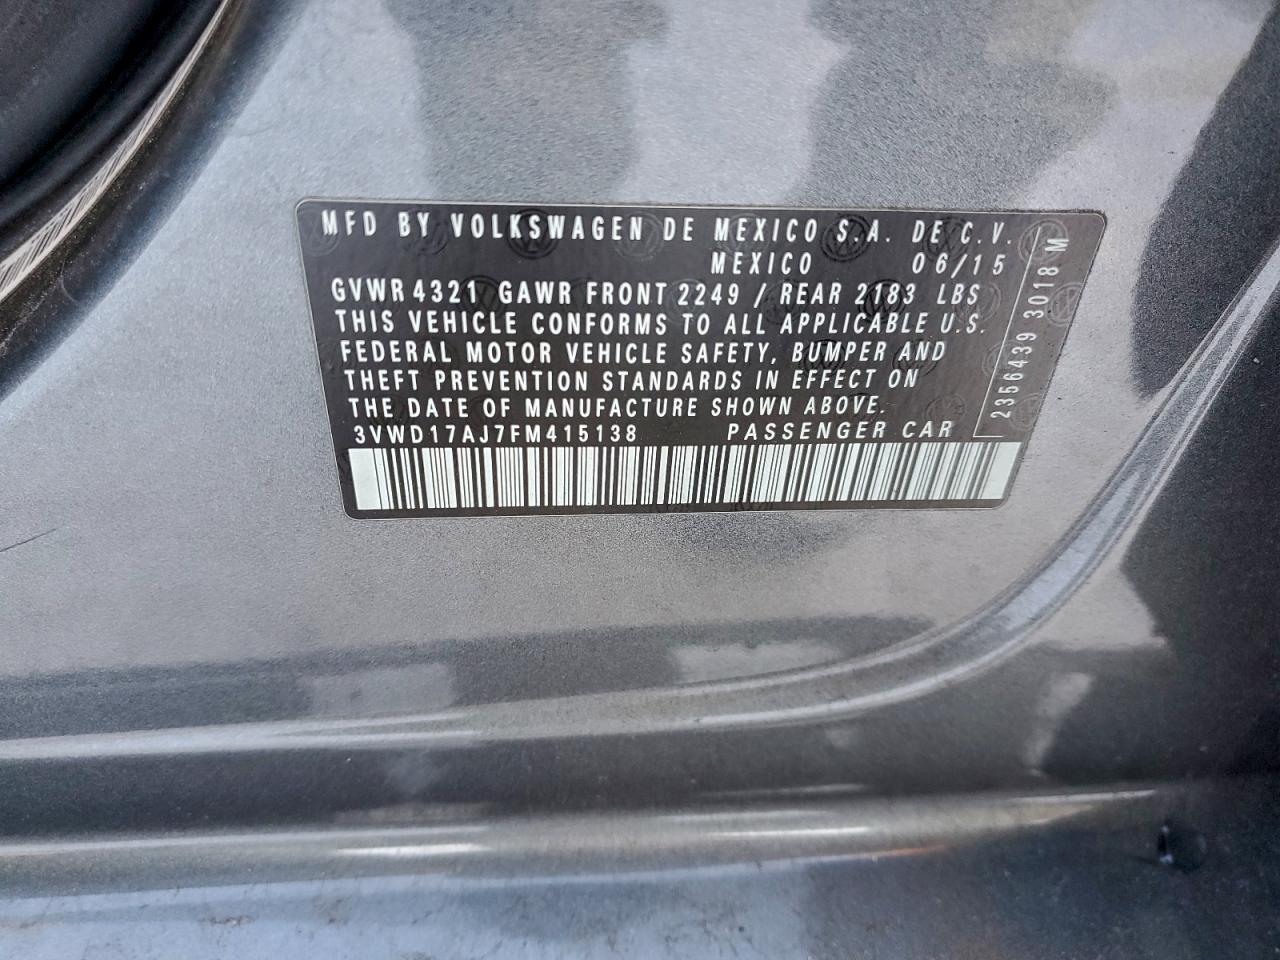 MFD BY VOLKSWAGEN DE MEXICO S.A. DE C.V.
MEXICO 06/15
GVWR 4321 GAWR FRONT 2249 / REAR 2183 LBS
THIS VEHICLE CONFORMS TO ALL APPLICABLE U.S.
FEDERAL MOTOR VEHICLE SAFETY, BUMPER AND
THEFT PREVENTION STANDARDS IN EFFECT ON
THE DATE OF MANUFACTURE SHOWN ABOVE.
3VWD17AJ7FM415138 PASSENGER CAR
2356439 3018 M